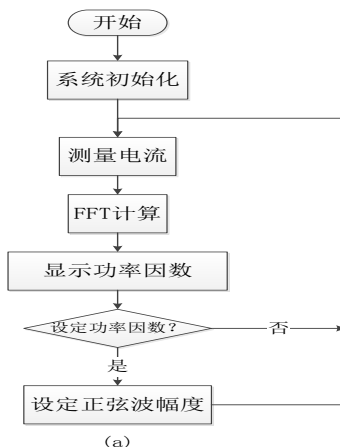 开始
系统初始化
测量电流
FFT计算
显示功率因数
设定功率因数?
否
是
设定正弦波幅度
(a)